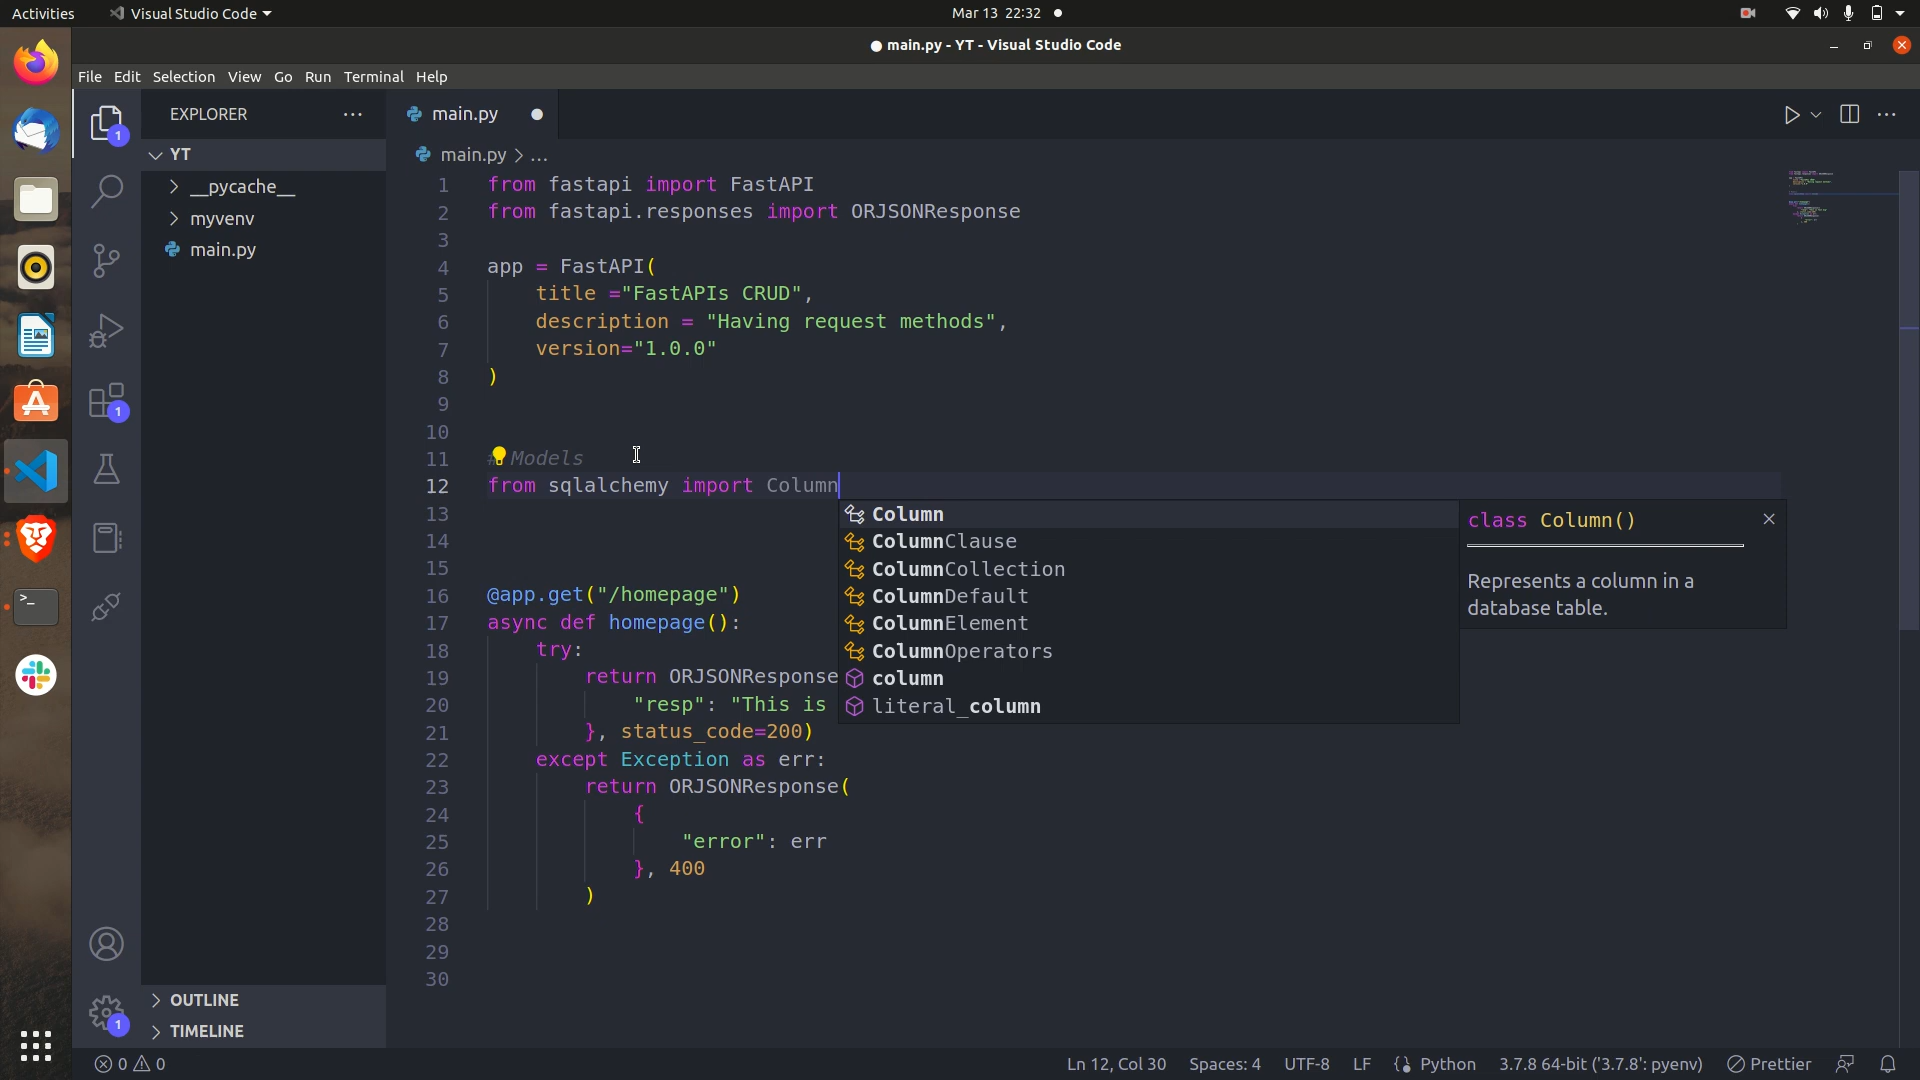 Activities
Visual Studio Code
Mar 13 22:32
main.py - YT - Visual Studio Code
File Edit Selection View Go Run Terminal Help
EXPLORER
main.py
YT
main.py > ...
__pycache__
myvenv
main.py
1 from fastapi import FastAPI
2 from fastapi.responses import ORJSONResponse
3
4 app = FastAPI(
5 title ="FastAPIs CRUD",
6 description = "Having request methods",
7 version="1.0.0"
8 )
9
10
11 # Models
12 from sqlalchemy import Column
13
14
15
16 @app.get("/homepage")
17 async def homepage():
18 try:
19 return ORJSONResponse
20 "resp": "This is
21 }, status_code=200)
22 except Exception as err:
23 return ORJSONResponse(
24 {
25 "error": err
26 }, 400
27 )
28
29
30
Column
ColumnClause
ColumnCollection
ColumnDefault
ColumnElement
ColumnOperators
column
literal_column
class Column()
Represents a column in a
database table.
1
1
1
OUTLINE
TIMELINE
0 0
Ln 12, Col 30 Spaces: 4 UTF-8 LF Python 3.7.8 64-bit ('3.7.8': pyenv) Prettier